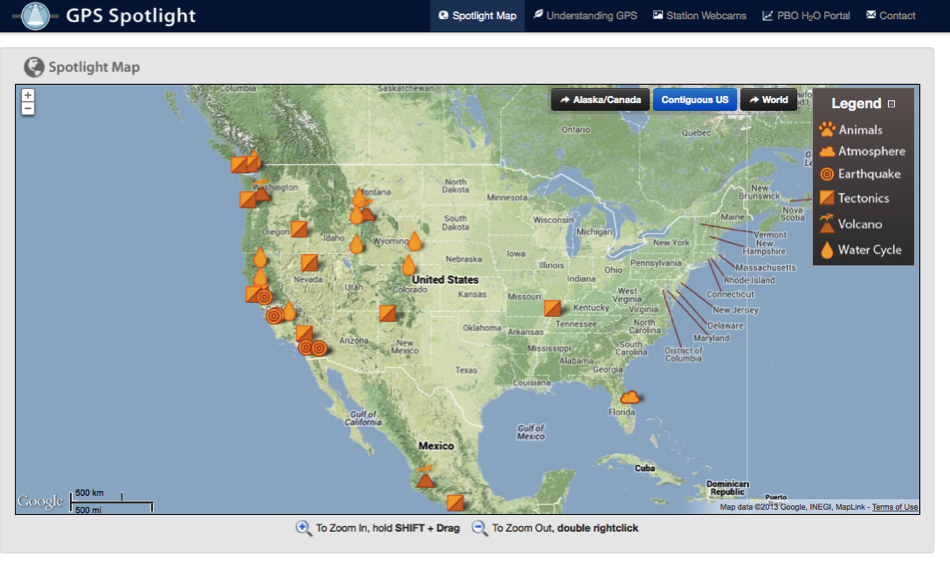 GPS Spotlight
Spotlight Map
Understanding GPS
Station Webcams
PBO H₂O Portal
Contact
Spotlight Map
+
−
Alaska/Canada
Contiguous US
World
Legend
Animals
Atmosphere
Earthquake
Tectonics
Volcano
Water Cycle
Columbia
Saskatchewan
Ontario
Quebec
New
Brunswick
Nova
Scotia
Maine
Washington
Montana
North
Dakota
Minnesota
Oregon
Idaho
Wyoming
South
Dakota
Wisconsin
Michigan
New York
Vermont
New
Hampshire
Massachusetts
Rhode Island
Connecticut
New Jersey
Delaware
Maryland
District of
Columbia
Nevada
Utah
Colorado
Nebraska
Iowa
Illinois
Indiana
Ohio
Pennsylvania
United States
Kansas
Missouri
Kentucky
West
Virginia
Virginia
Arizona
New
Mexico
Oklahoma
Arkansas
Tennessee
North
Carolina
South
Carolina
Mississippi
Alabama
Georgia
Texas
Louisiana
Florida
Gulf of
California
Gulf of
Mexico
Mexico
Cuba
Dominican
Republic
Puerto
Google
500 km
500 mi
Map data ©2013 Google, INEGI, MapLink - Terms of Use
To Zoom In, hold SHIFT + Drag
To Zoom Out, double rightclick